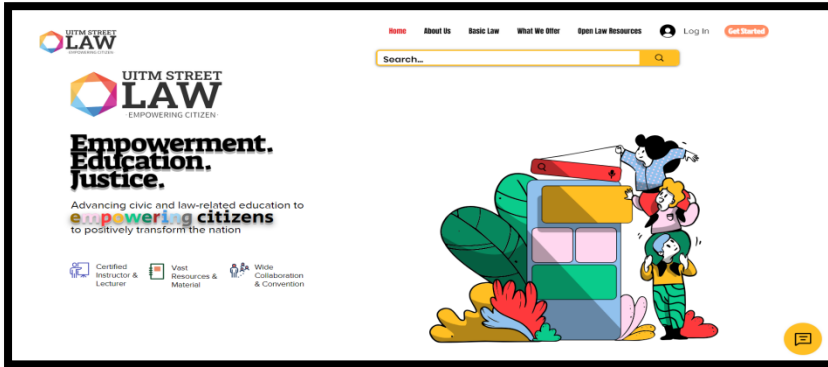 UITM STREET
LAW
EMPOWERING CITIZEN
Home About Us Basic Law What We Offer Open Law Resources Log In Get Started
Search...
UITM STREET
LAW
EMPOWERING CITIZEN
Empowerment.
Education.
Justice.
Advancing civic and law-related education to
empowering citizens
to positively transform the nation
Certified
Instructor &
Lecturer
Vast
Resources &
Material
Wide
Collaboration
& Convention